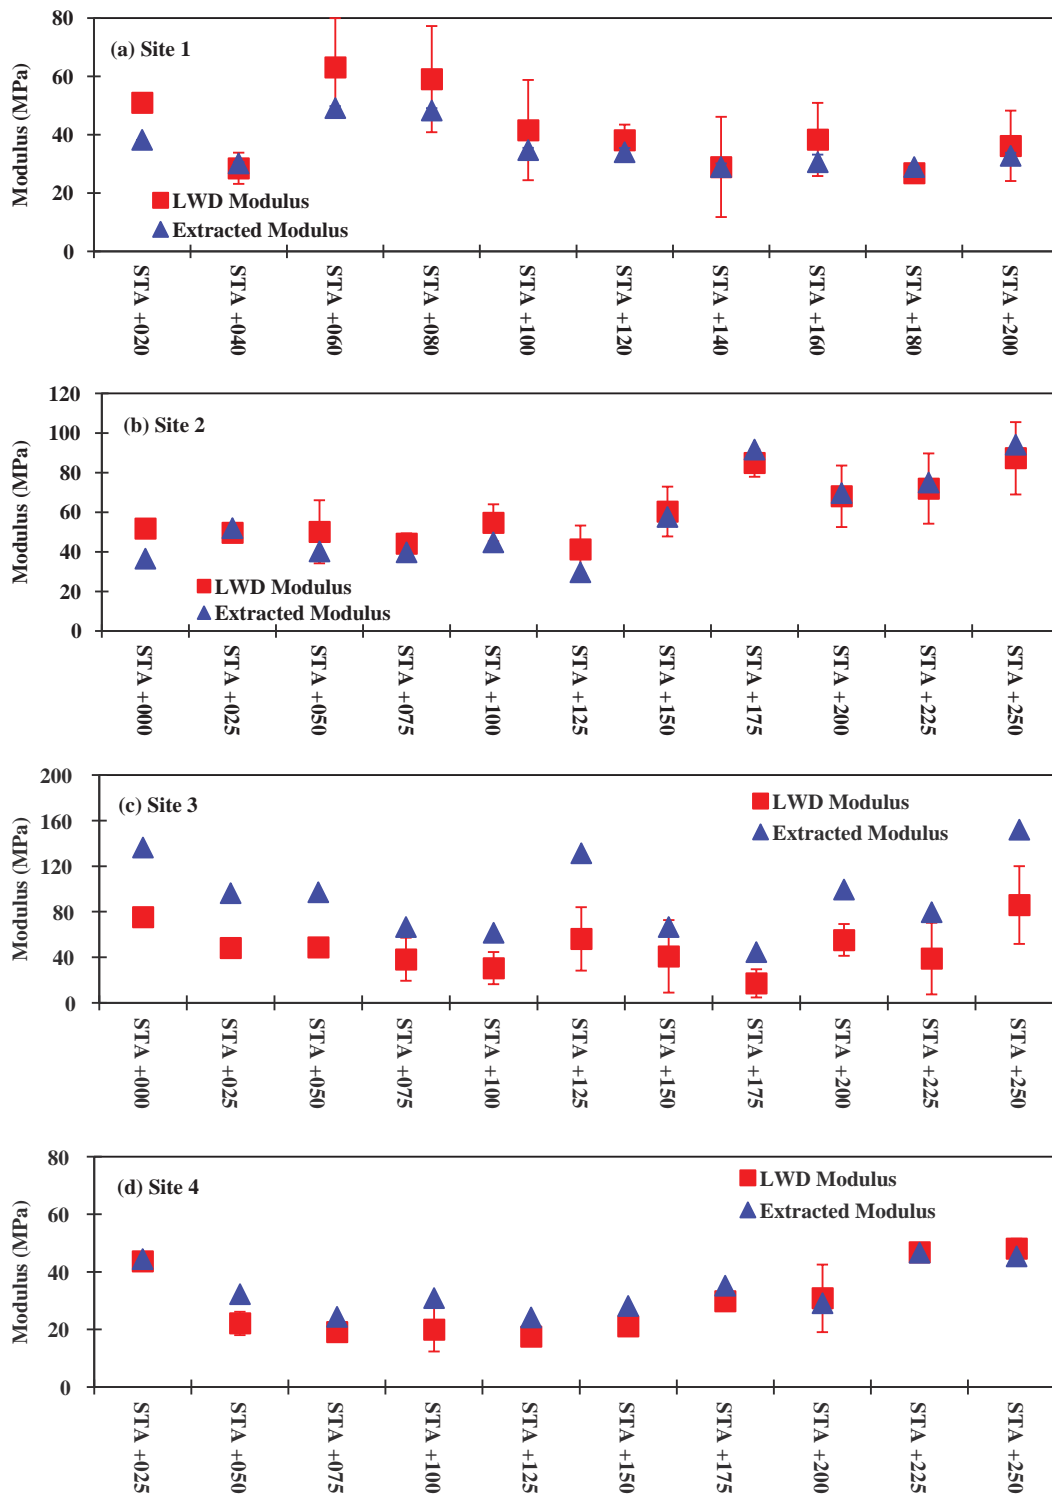 80
(a) Site 1
60
40
20
0
Modulus (MPa)
LWD Modulus
Extracted Modulus
STA +020
STA +040
STA +060
STA +080
STA +100
STA +120
STA +140
STA +160
STA +180
STA +200
120
(b) Site 2
100
80
60
40
20
0
Modulus (MPa)
LWD Modulus
Extracted Modulus
STA +000
STA +025
STA +050
STA +075
STA +100
STA +125
STA +150
STA +175
STA +200
STA +225
STA +250
200
(c) Site 3
160
120
80
40
0
Modulus (MPa)
LWD Modulus
Extracted Modulus
STA +000
STA +025
STA +050
STA +075
STA +100
STA +125
STA +150
STA +175
STA +200
STA +225
STA +250
80
(d) Site 4
60
40
20
0
Modulus (MPa)
LWD Modulus
Extracted Modulus
STA +025
STA +050
STA +075
STA +100
STA +125
STA +150
STA +175
STA +200
STA +225
STA +250